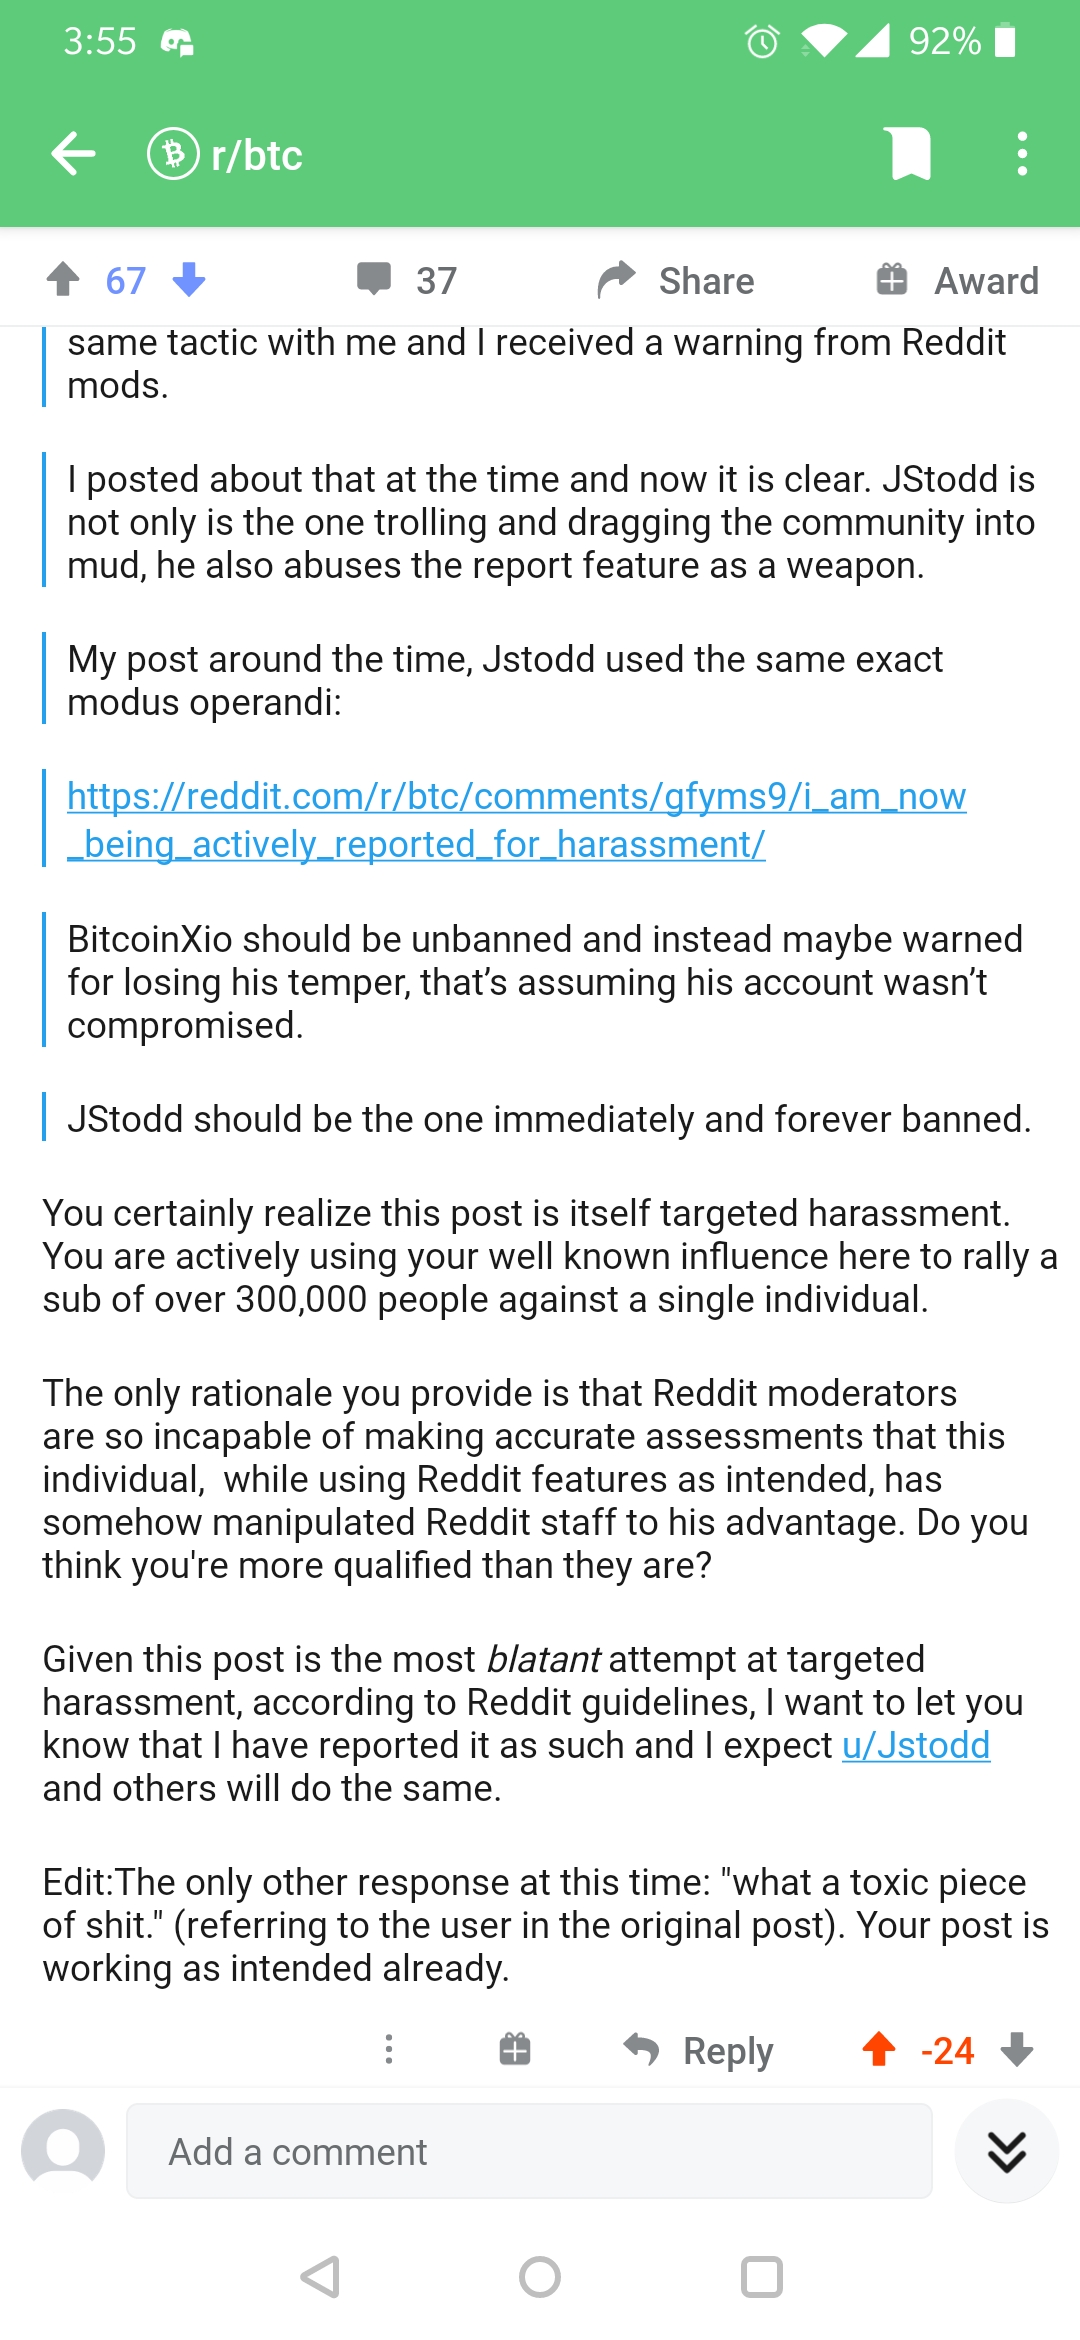 3:55
92%
r/btc
67
37
Share
Award
same tactic with me and I received a warning from Reddit
mods.
I posted about that at the time and now it is clear. JStodd is
not only is the one trolling and dragging the community into
mud, he also abuses the report feature as a weapon.
My post around the time, Jstodd used the same exact
modus operandi:
https://reddit.com/r/btc/comments/gfyms9/i_am_now
_being_actively_reported_for_harassment/
BitcoinXio should be unbanned and instead maybe warned
for losing his temper, that’s assuming his account wasn’t
compromised.
JStodd should be the one immediately and forever banned.
You certainly realize this post is itself targeted harassment.
You are actively using your well known influence here to rally a
sub of over 300,000 people against a single individual.
The only rationale you provide is that Reddit moderators
are so incapable of making accurate assessments that this
individual,  while using Reddit features as intended, has
somehow manipulated Reddit staff to his advantage. Do you
think you're more qualified than they are?
Given this post is the most blatant attempt at targeted
harassment, according to Reddit guidelines, I want to let you
know that I have reported it as such and I expect u/Jstodd
and others will do the same.
Edit:The only other response at this time: "what a toxic piece
of shit." (referring to the user in the original post). Your post is
working as intended already.
Reply
-24
Add a comment